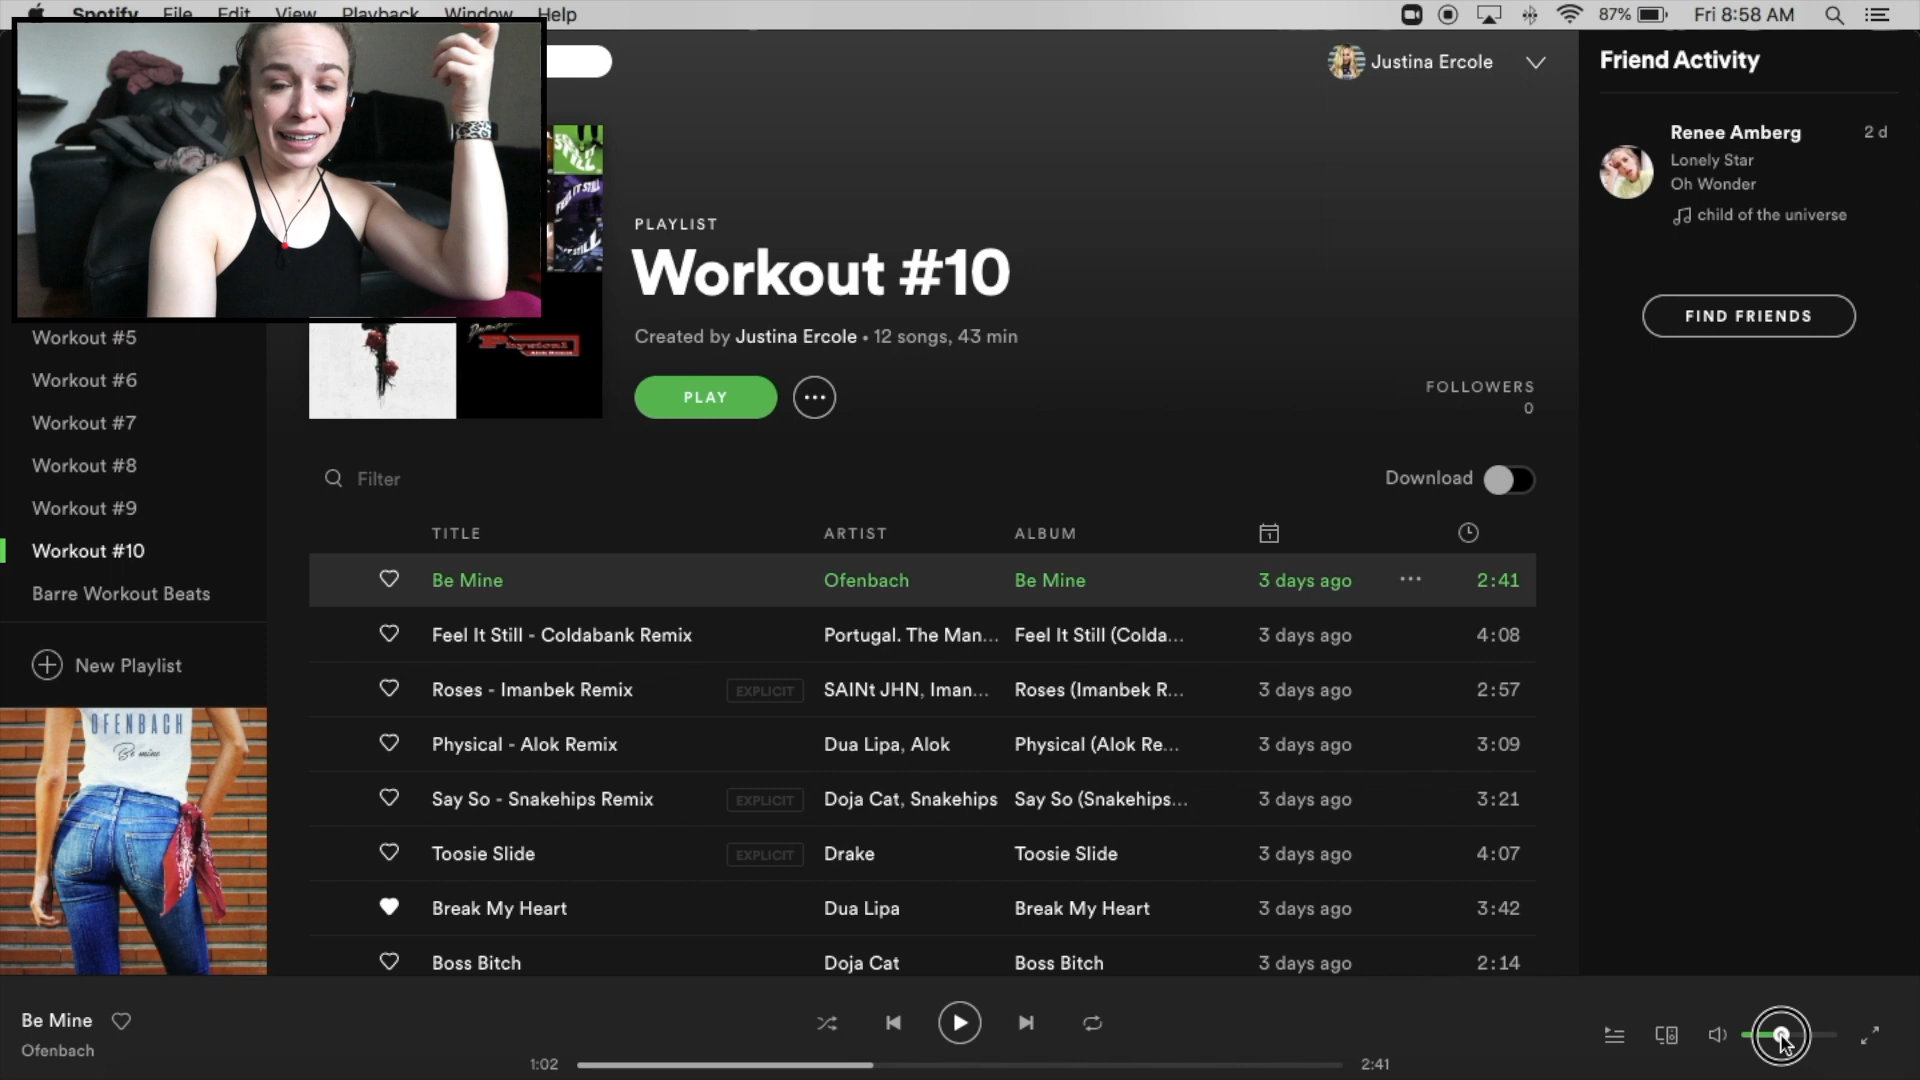 Spotify File Edit View Playback Window Help
87% Fri 8:58 AM
Justina Ercole
Friend Activity
Renee Amberg 2 d
Lonely Star
Oh Wonder
child of the universe
FIND FRIENDS
PLAYLIST
Workout #10
Created by Justina Ercole • 12 songs, 43 min
PLAY
FOLLOWERS
0
FEEL IT STILL
Physical
Workout #5
Workout #6
Workout #7
Workout #8
Workout #9
Workout #10
Barre Workout Beats
New Playlist
Filter
Download
TITLE ARTIST ALBUM
Be Mine Ofenbach Be Mine 3 days ago 2:41
Feel It Still - Coldabank Remix Portugal. The Man... Feel It Still (Colda... 3 days ago 4:08
Roses - Imanbek Remix EXPLICIT SAINt JHN, Iman... Roses (Imanbek R... 3 days ago 2:57
Physical - Alok Remix Dua Lipa, Alok Physical (Alok Re... 3 days ago 3:09
Say So - Snakehips Remix EXPLICIT Doja Cat, Snakehips Say So (Snakehips... 3 days ago 3:21
Toosie Slide EXPLICIT Drake Toosie Slide 3 days ago 4:07
Break My Heart Dua Lipa Break My Heart 3 days ago 3:42
Boss Bitch Doja Cat Boss Bitch 3 days ago 2:14
OFENBACH
Be mine
Be Mine
Ofenbach
1:02 2:41